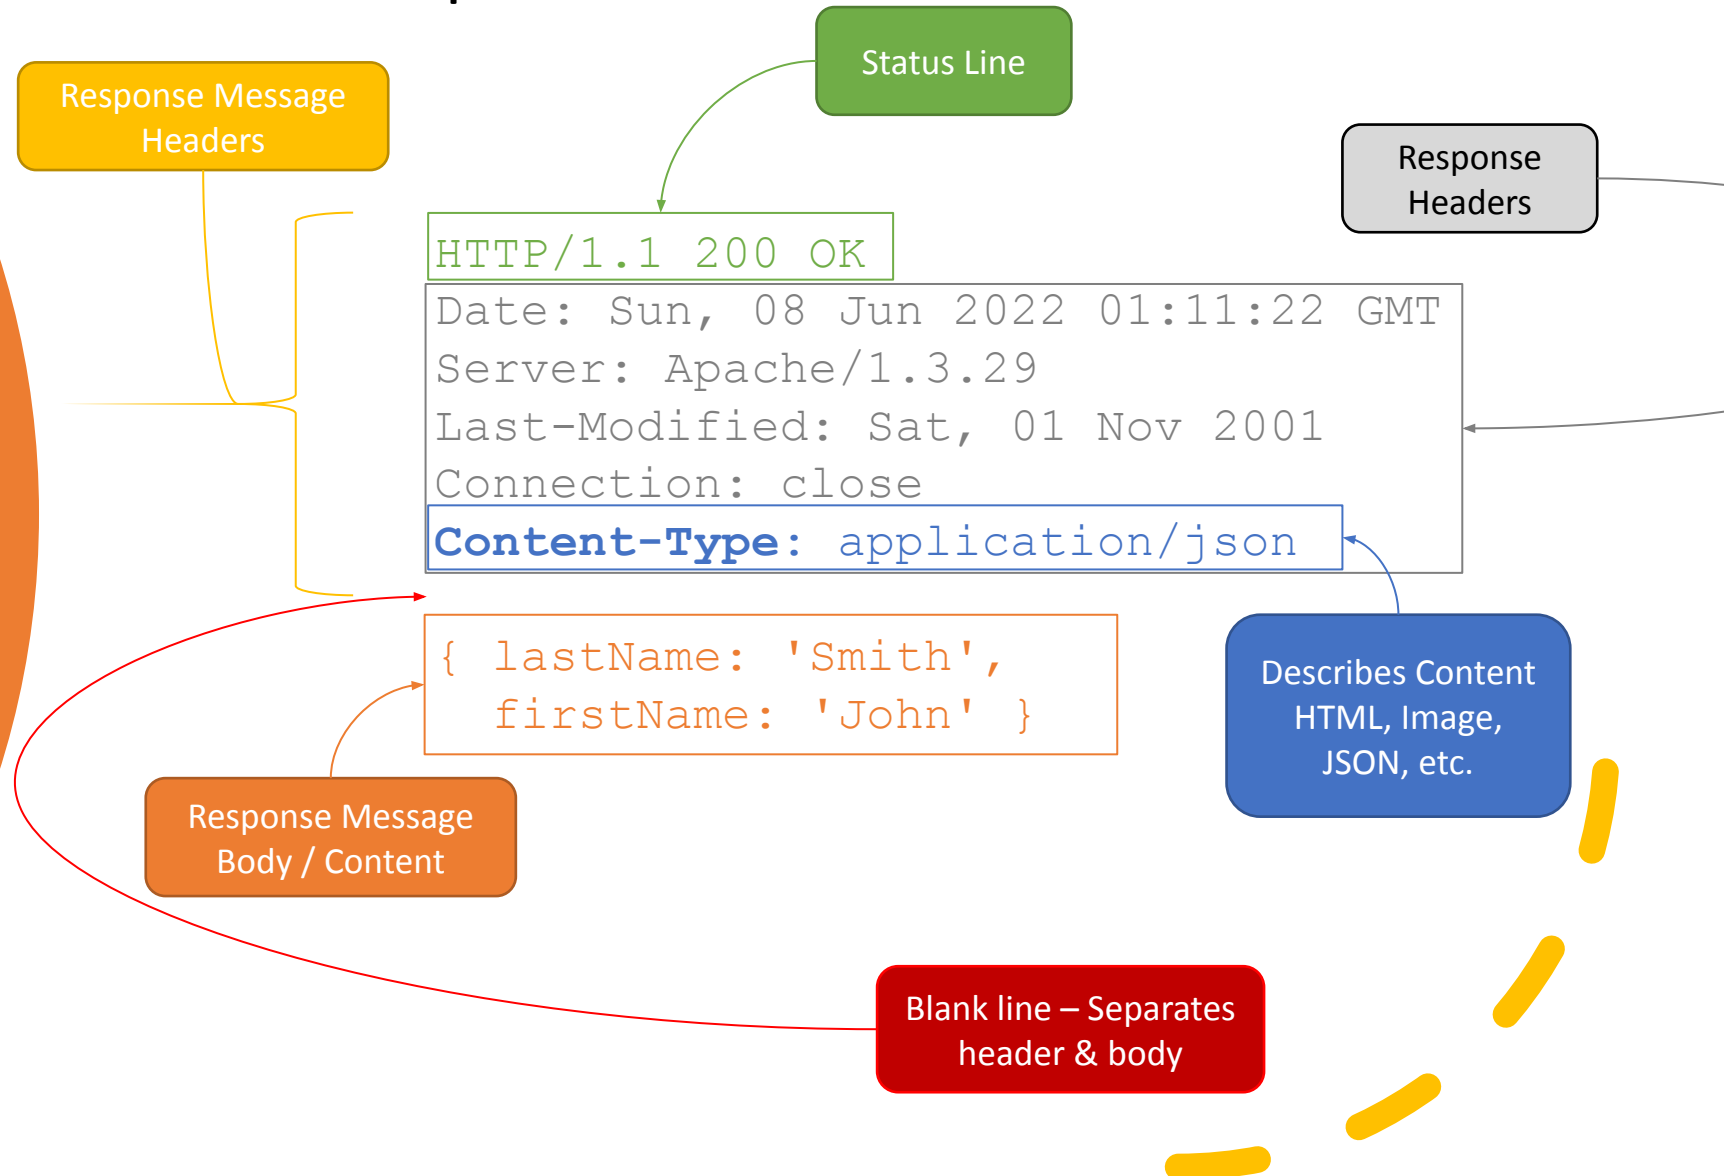 Status Line
Response Message
Headers
Response
Headers
HTTP/1.1 200 OK
Date: Sun, 08 Jun 2022 01:11:22 GMT
Server: Apache/1.3.29
Last-Modified: Sat, 01 Nov 2001
Connection: close
Content-Type: application/json
{ lastName: 'Smith',
firstName: 'John' }
Describes Content
HTML, Image,
JSON, etc.
Response Message
Body / Content
Blank line – Separates
header & body